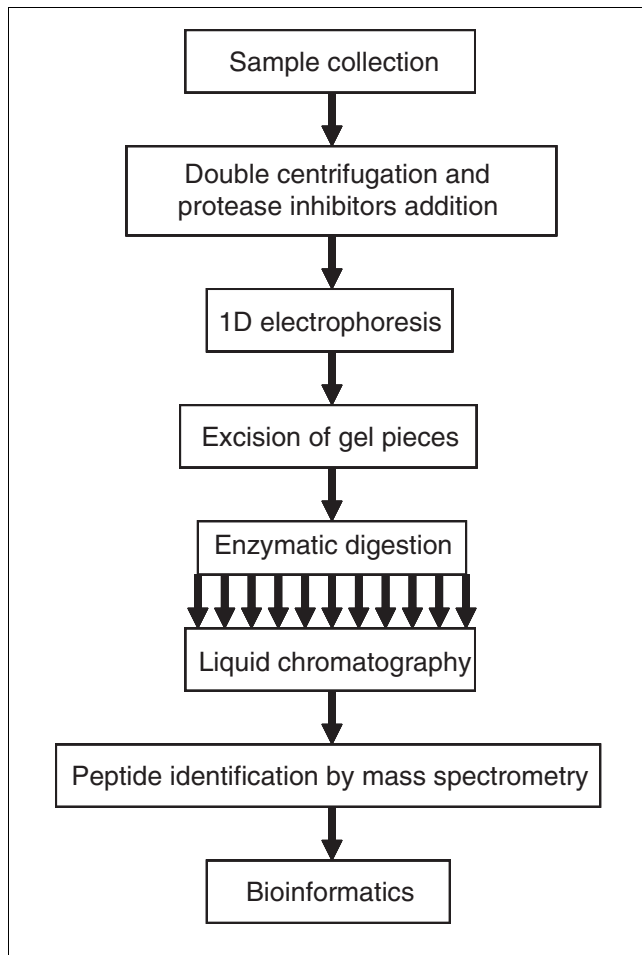 Sample collection
Double centrifugation and
protease inhibitors addition
1D electrophoresis
Excision of gel pieces
Enzymatic digestion
Liquid chromatography
Peptide identification by mass spectrometry
Bioinformatics